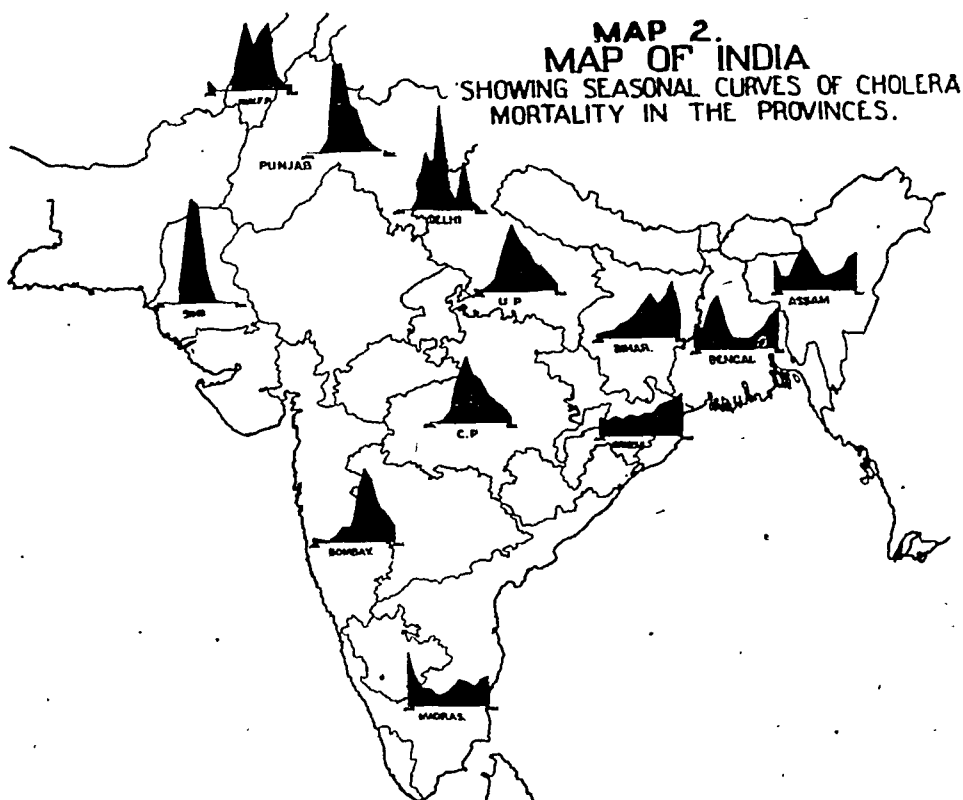 MAP 2.
MAP OF INDIA
SHOWING SEASONAL CURVES OF CHOLERA
MORTALITY IN THE PROVINCES.
PUNJAB
DELHI
U P
ASSAM
BIHAR.
BENGAL
C.P
BOMBAY.
MADRAS.